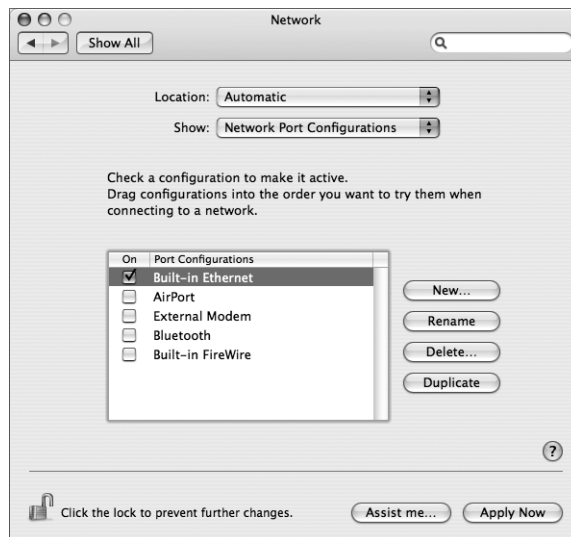 Network
Show All
Location: Automatic
Show: Network Port Configurations
Check a configuration to make it active.
Drag configurations into the order you want to try them when
connecting to a network.
On Port Configurations
Built-in Ethernet
AirPort
External Modem
Bluetooth
Built-in FireWire
New...
Rename
Delete...
Duplicate
?
Click the lock to prevent further changes.
Assist me...
Apply Now